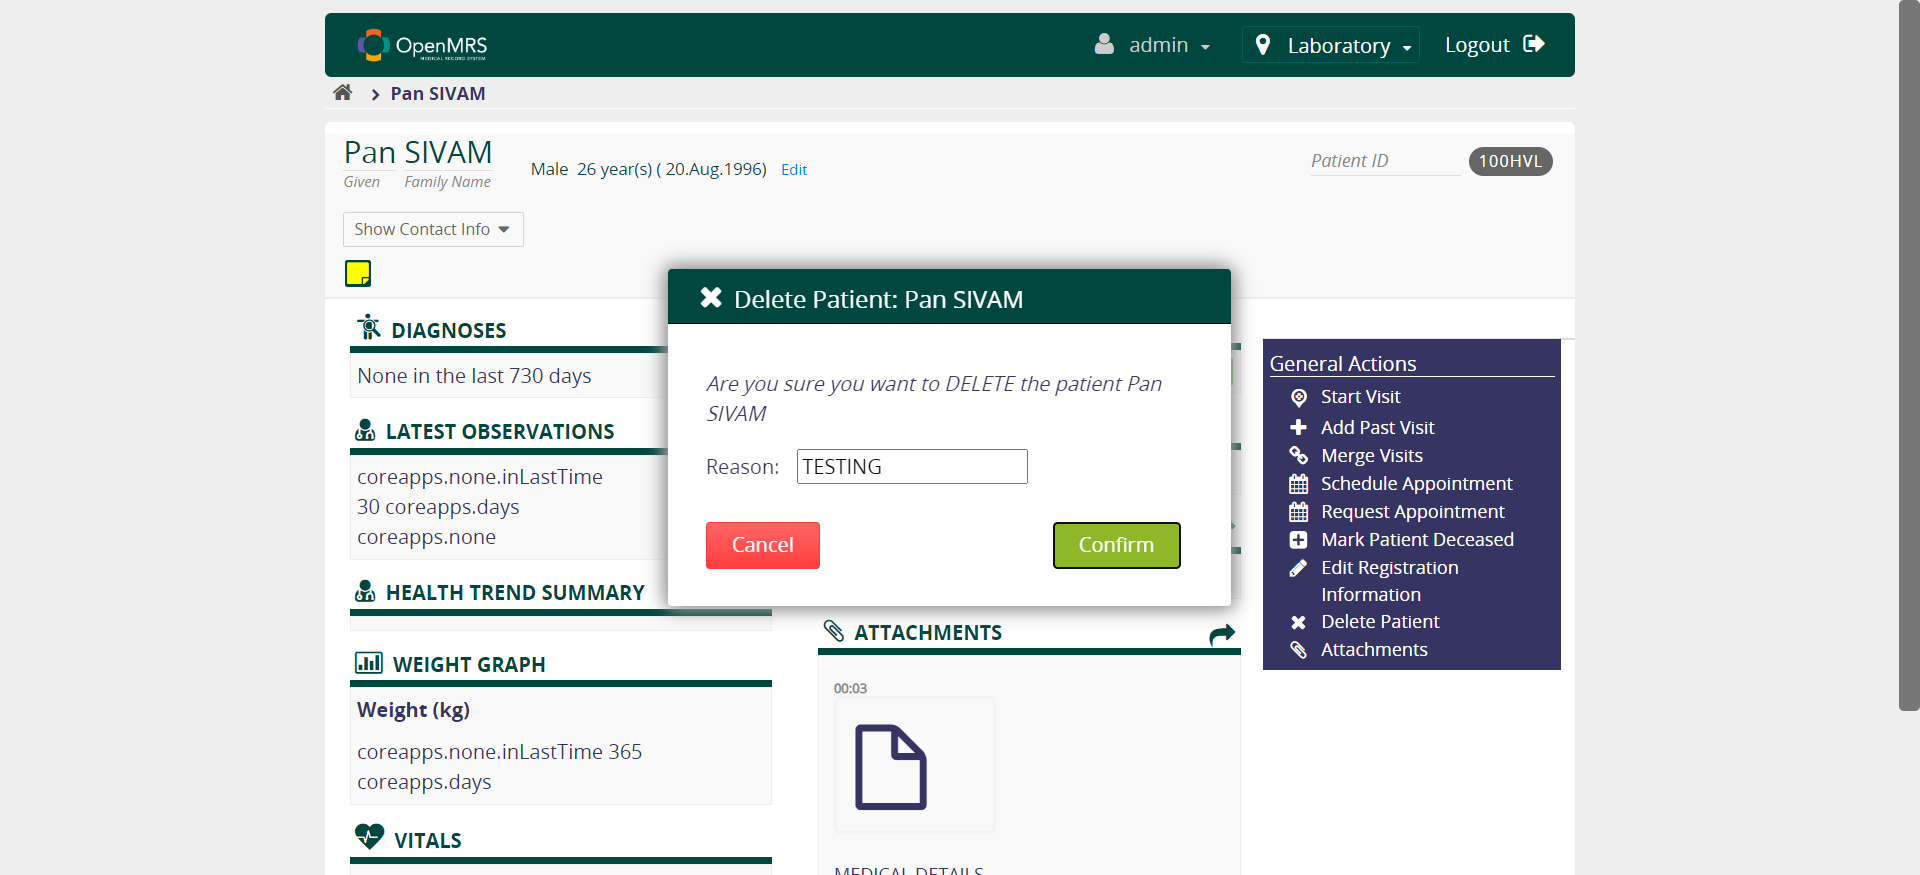 OpenMRS
MEDICAL RECORD SYSTEM
admin
Laboratory
Logout
Pan SIVAM
Pan SIVAM
Given Family Name
Male 26 year(s) ( 20.Aug.1996) Edit
Patient ID 100HVL
Show Contact Info
Delete Patient: Pan SIVAM
Are you sure you want to DELETE the patient Pan
SIVAM
Reason: TESTING
Cancel Confirm
DIAGNOSES
None in the last 730 days
LATEST OBSERVATIONS
coreapps.none.inLastTime
30 coreapps.days
coreapps.none
HEALTH TREND SUMMARY
WEIGHT GRAPH
Weight (kg)
coreapps.none.inLastTime 365
coreapps.days
VITALS
ATTACHMENTS
00:03
MEDICAL DETAILS
General Actions
Start Visit
Add Past Visit
Merge Visits
Schedule Appointment
Request Appointment
Mark Patient Deceased
Edit Registration
Information
Delete Patient
Attachments